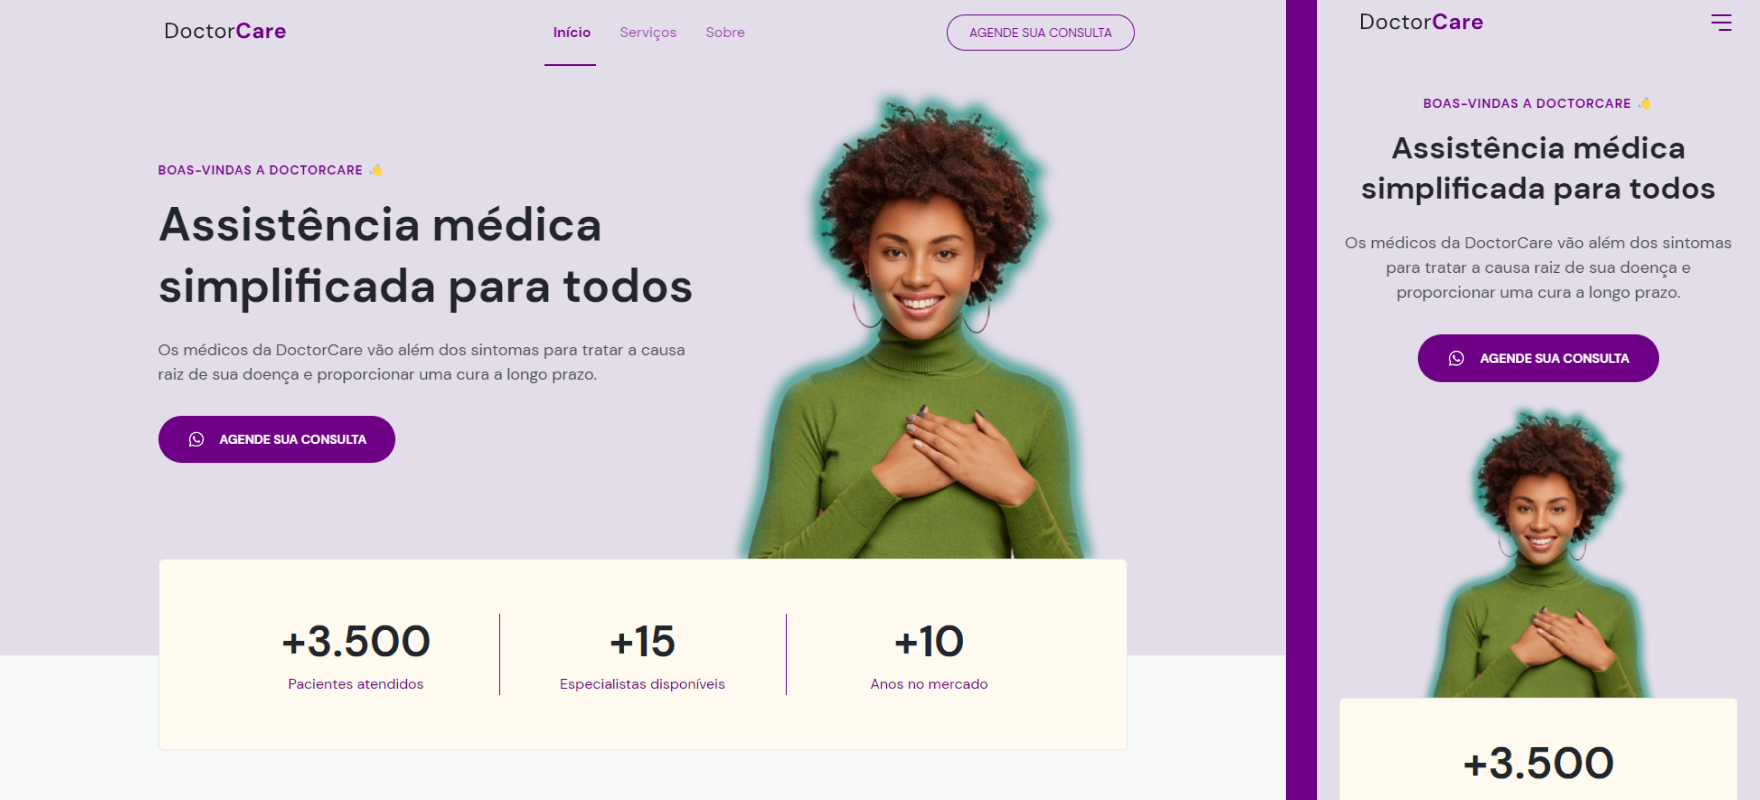 DoctorCare
Início Serviços Sobre
AGENDE SUA CONSULTA
BOAS-VINDAS A DOCTORCARE 👋
Assistência médica
simplificada para todos
Os médicos da DoctorCare vão além dos sintomas para tratar a causa
raiz de sua doença e proporcionar uma cura a longo prazo.
AGENDE SUA CONSULTA
+3.500
Pacientes atendidos
+15
Especialistas disponíveis
+10
Anos no mercado
DoctorCare
BOAS-VINDAS A DOCTORCARE 👋
Assistência médica
simplificada para todos
Os médicos da DoctorCare vão além dos sintomas
para tratar a causa raiz de sua doença e
proporcionar uma cura a longo prazo.
AGENDE SUA CONSULTA
+3.500